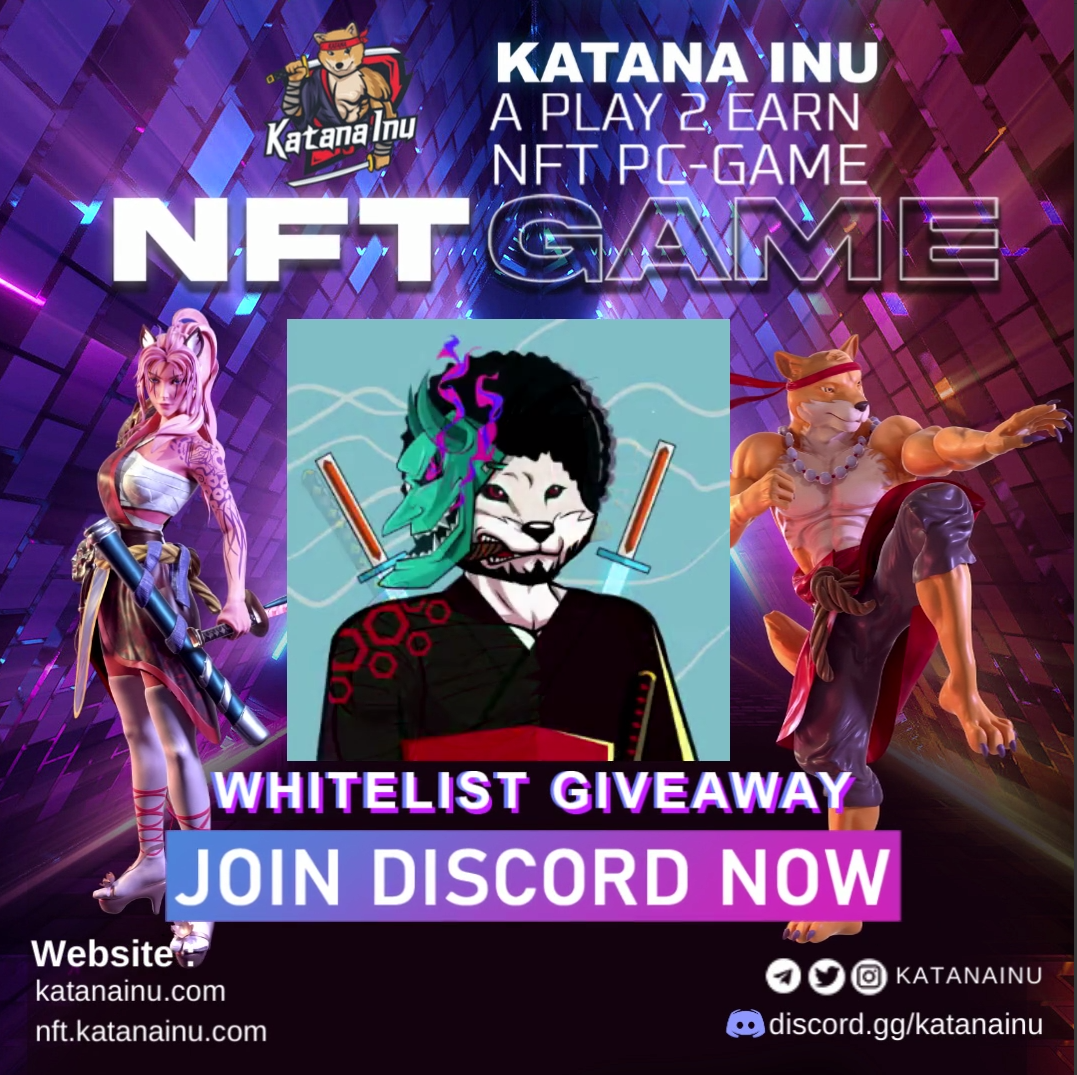 Katana Inu
KATANA INU
A PLAY 2 EARN
NFT PC-GAME
NFT GAME
WHITELIST GIVEAWAY
JOIN DISCORD NOW
Website :
katanainu.com
nft.katanainu.com
KATANAINU
discord.gg/katanainu